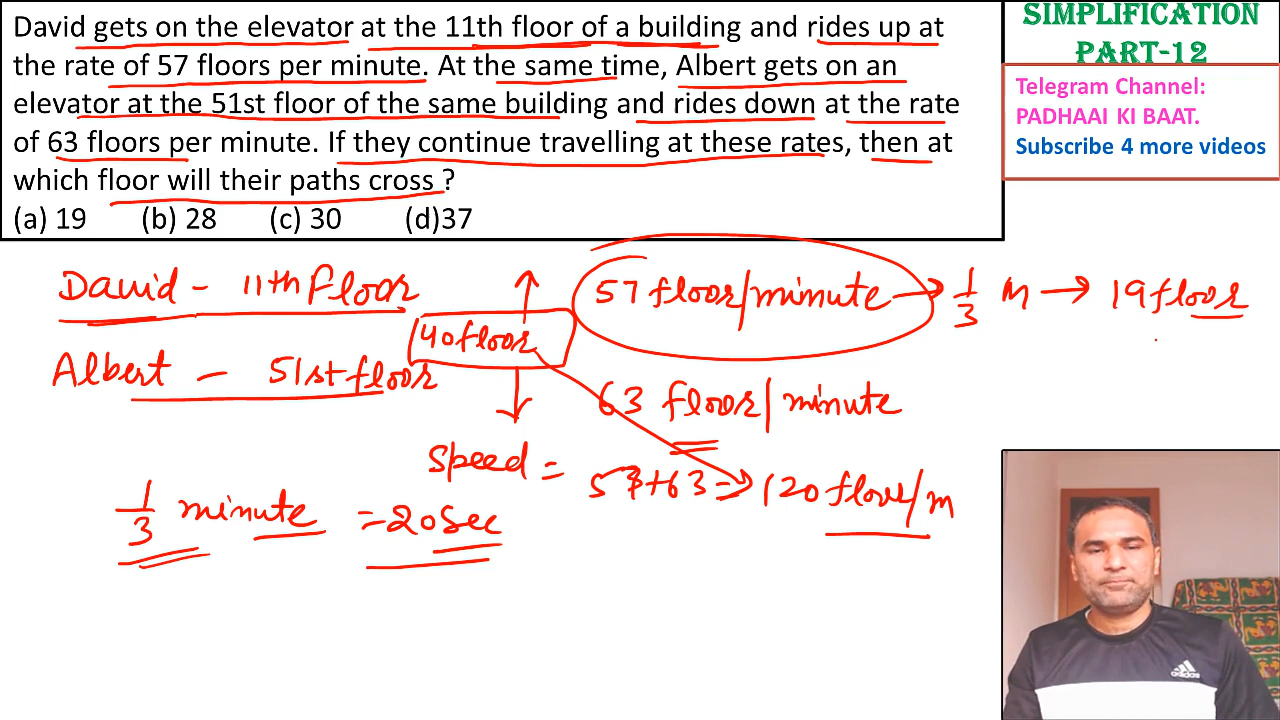 David gets on the elevator at the 11th floor of a building and rides up at
the rate of 57 floors per minute. At the same time, Albert gets on an
elevator at the 51st floor of the same building and rides down at the rate
of 63 floors per minute. If they continue travelling at these rates, then at
which floor will their paths cross ?
(a) 19 (b) 28 (c) 30 (d)37
SIMPLIFICATION
PART-12
Telegram Channel:
PADHAAI KI BAAT.
Subscribe 4 more videos
David - 11th floor
57 floor/minute → 1/3 m → 19 floor
40 floor
Albert - 51st floor
63 floor/minute
Speed = 57+63 ⇒ 120 floor/m
1/3 minute = 20 Sec
adidas